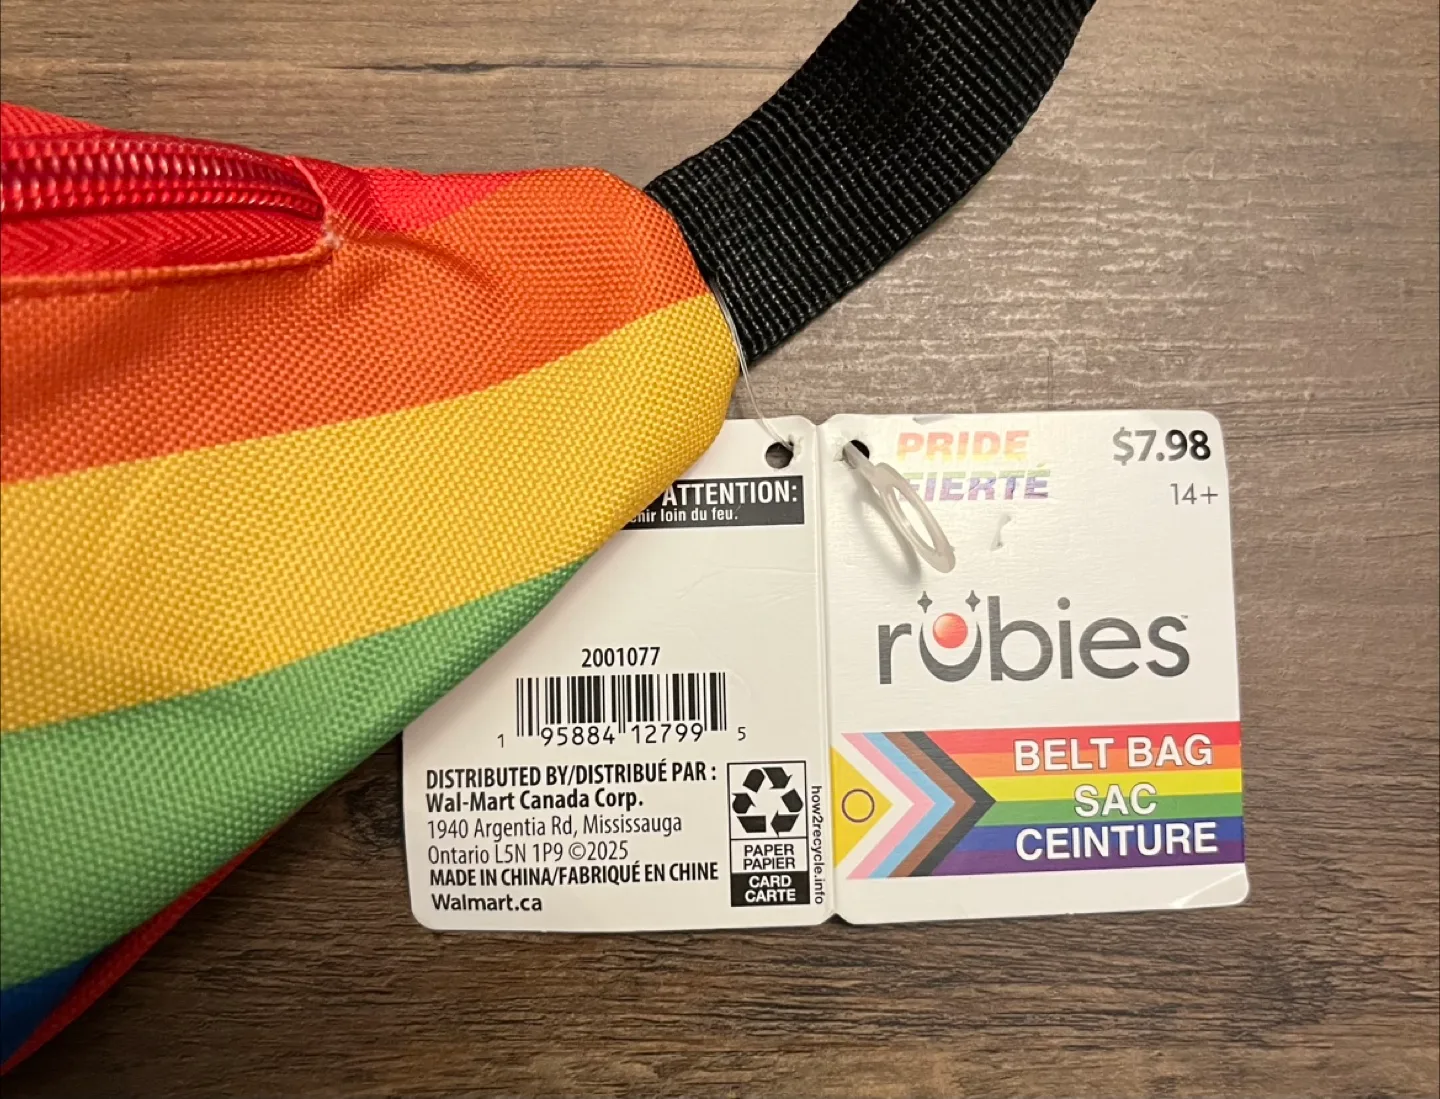 ATTENTION:
loin du feu.
2001077
1 95884 12799 5
DISTRIBUTED BY/DISTRIBUÉ PAR :
Wal-Mart Canada Corp.
1940 Argentia Rd, Mississauga
Ontario L5N 1P9 ©2025
MADE IN CHINA/FABRIQUÉ EN CHINE
Walmart.ca
PAPER
PAPIER
CARD
CARTE
how2recycle.info
PRIDE
FIERTÉ
$7.98
14+
rubies™
BELT BAG
SAC
CEINTURE